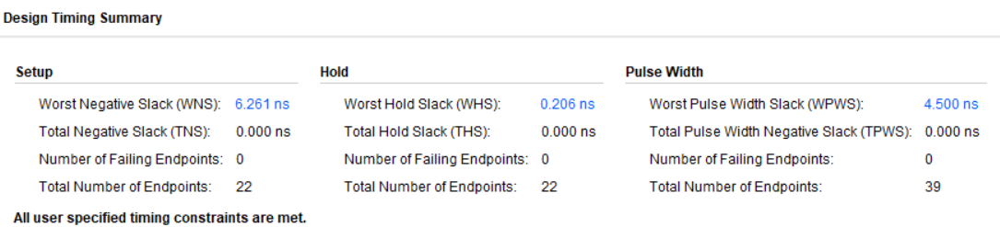 Design Timing Summary
Setup Hold Pulse Width
Worst Negative Slack (WNS): 6.261 ns Worst Hold Slack (WHS): 0.206 ns Worst Pulse Width Slack (WPWS): 4.500 ns
Total Negative Slack (TNS): 0.000 ns Total Hold Slack (THS): 0.000 ns Total Pulse Width Negative Slack (TPWS): 0.000 ns
Number of Failing Endpoints: 0 Number of Failing Endpoints: 0 Number of Failing Endpoints: 0
Total Number of Endpoints: 22 Total Number of Endpoints: 22 Total Number of Endpoints: 39
All user specified timing constraints are met.